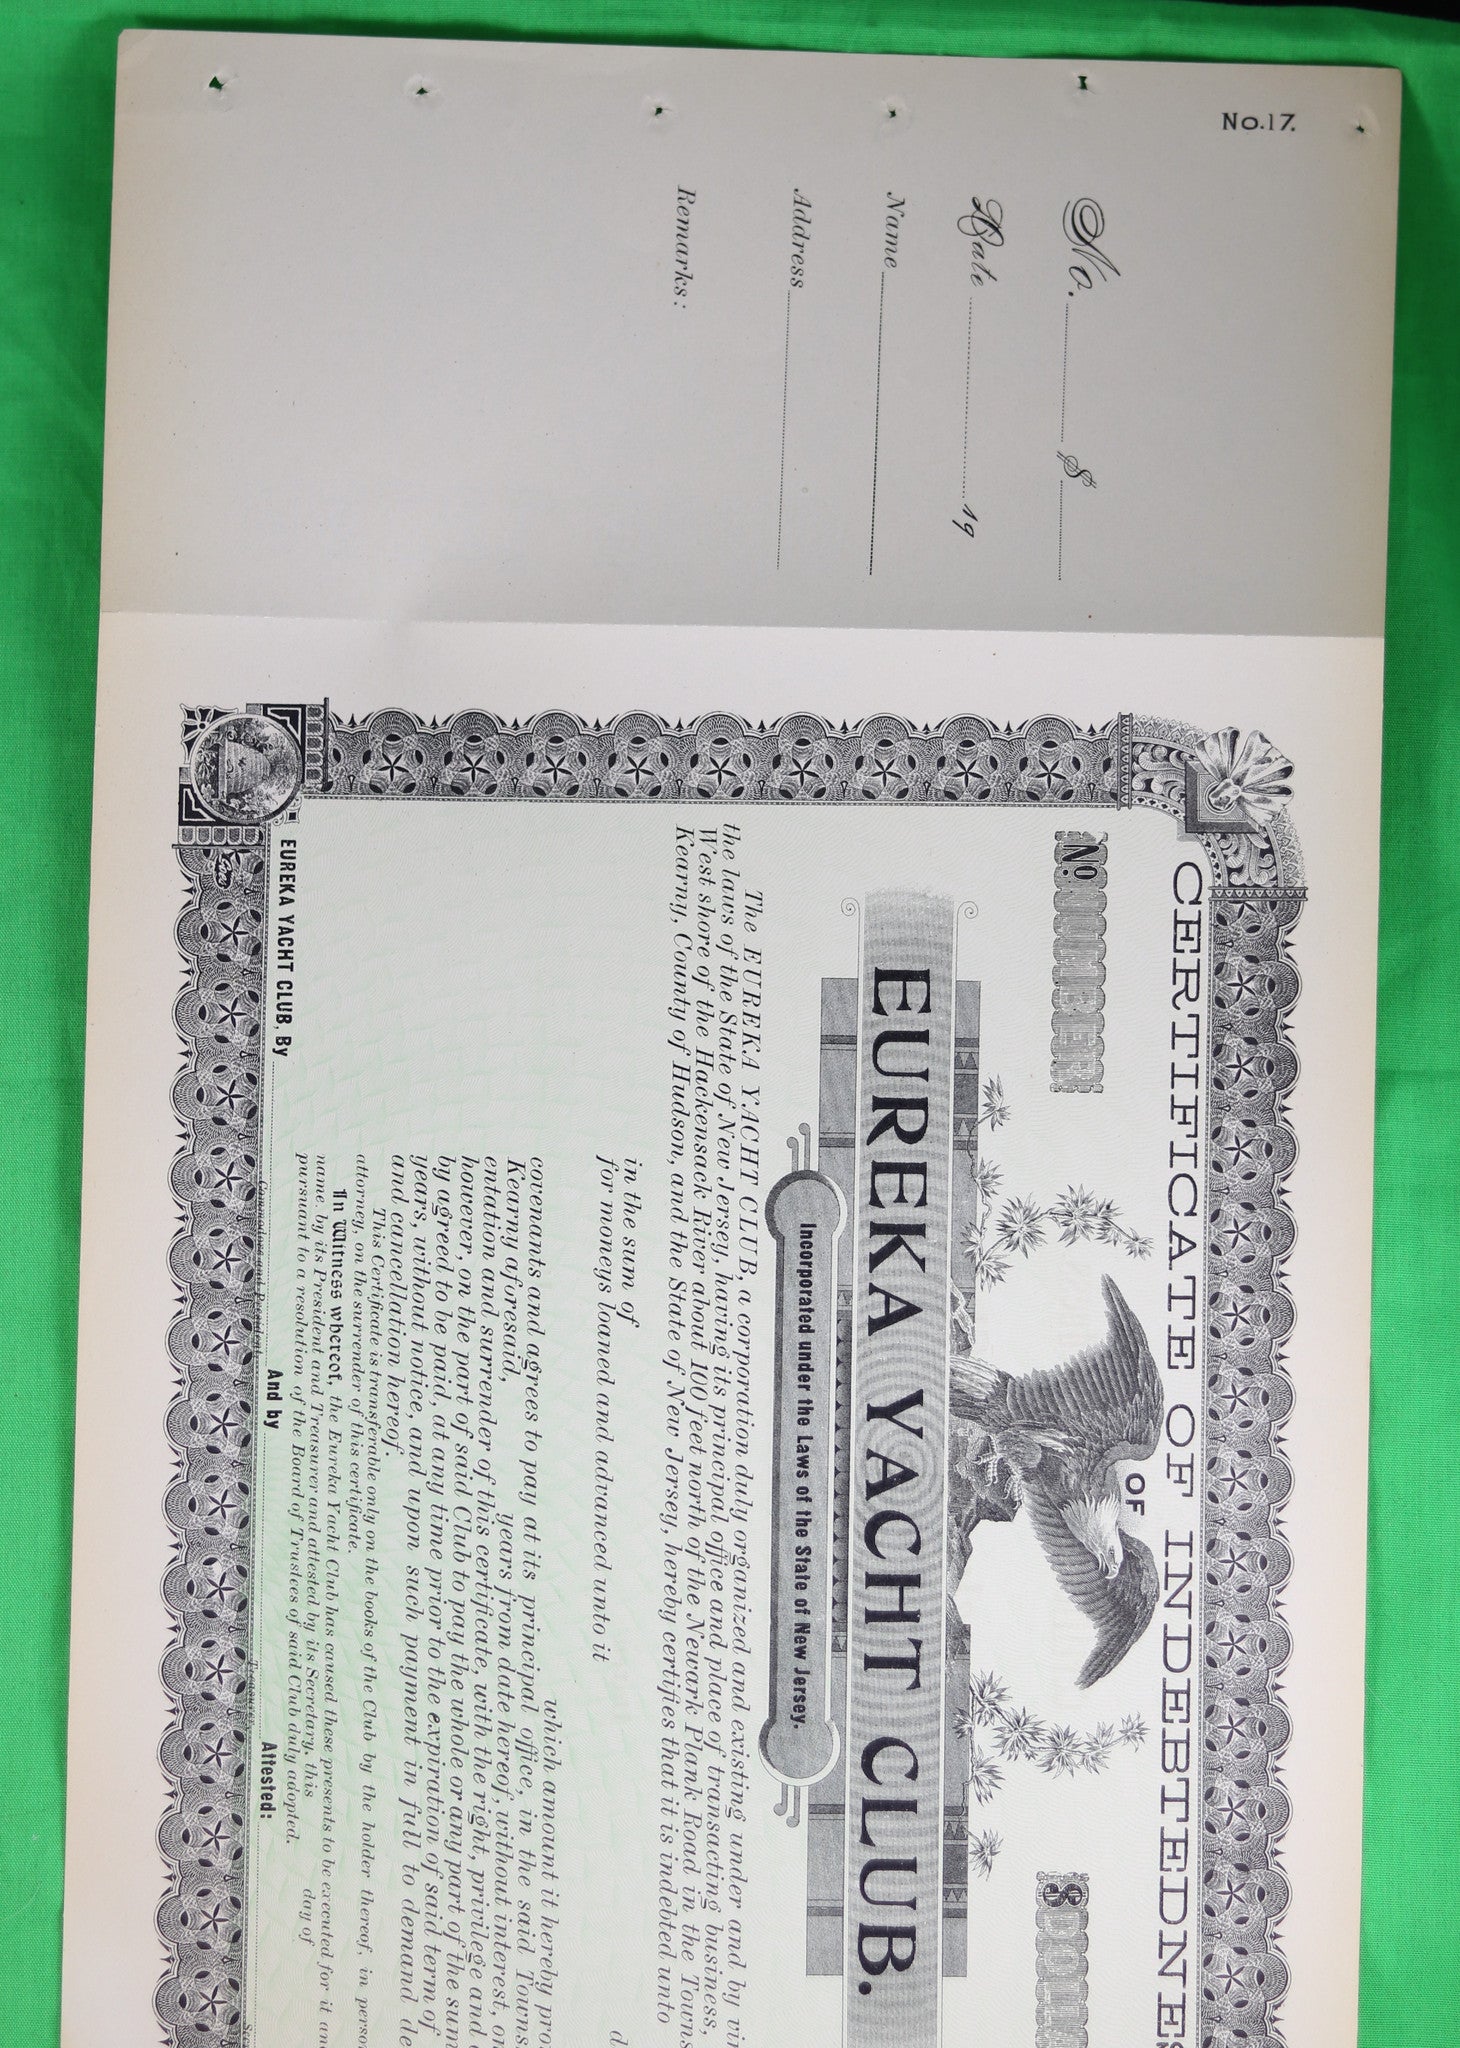 No.17.
No. $
Date 19
Name
Address
Remarks:
CERTIFICATE OF INDEBTEDNES
OF
No. NUMBER
$
EUREKA YACHT CLUB.
Incorporated under the Laws of the State of New Jersey.
The EUREKA YACHT CLUB, a corporation duly organized and existing under and by vir
the laws of the State of New Jersey, having its principal office and place of transacting business,
West shore of the Hackensack River about 100 feet north of the Newark Plank Road in the Towns
Kearny, County of Hudson, and the State of New Jersey, hereby certifies that it is indebted unto
in the sum of d
for moneys loaned and advanced unto it
which amount it hereby pro
covenants and agrees to pay at its principal office, in the said Towns
Kearny aforesaid, years from date hereof, without interest, on
entation and surrender of this certificate, with the right, privilege and
however, on the part of said Club to pay the whole or any part of the sum
by agreed to be paid, at any time prior to the expiration of said term of
years, without notice, and upon such payment in full to demand de
and cancellation hereof.
This Certificate is transferable only on the books of the Club by the holder thereof, in person
attorney, on the surrender of this certificate.
In Witness whereof, the Eureka Yacht Club has caused these presents to be executed for it and
name by its President and Treasurer and attested by its Secretary, this day of
pursuant to a resolution of the Board of Trustees of said Club duly adopted.
EUREKA YACHT CLUB, By And by Attested:
Commodore and President Treasurer Sec